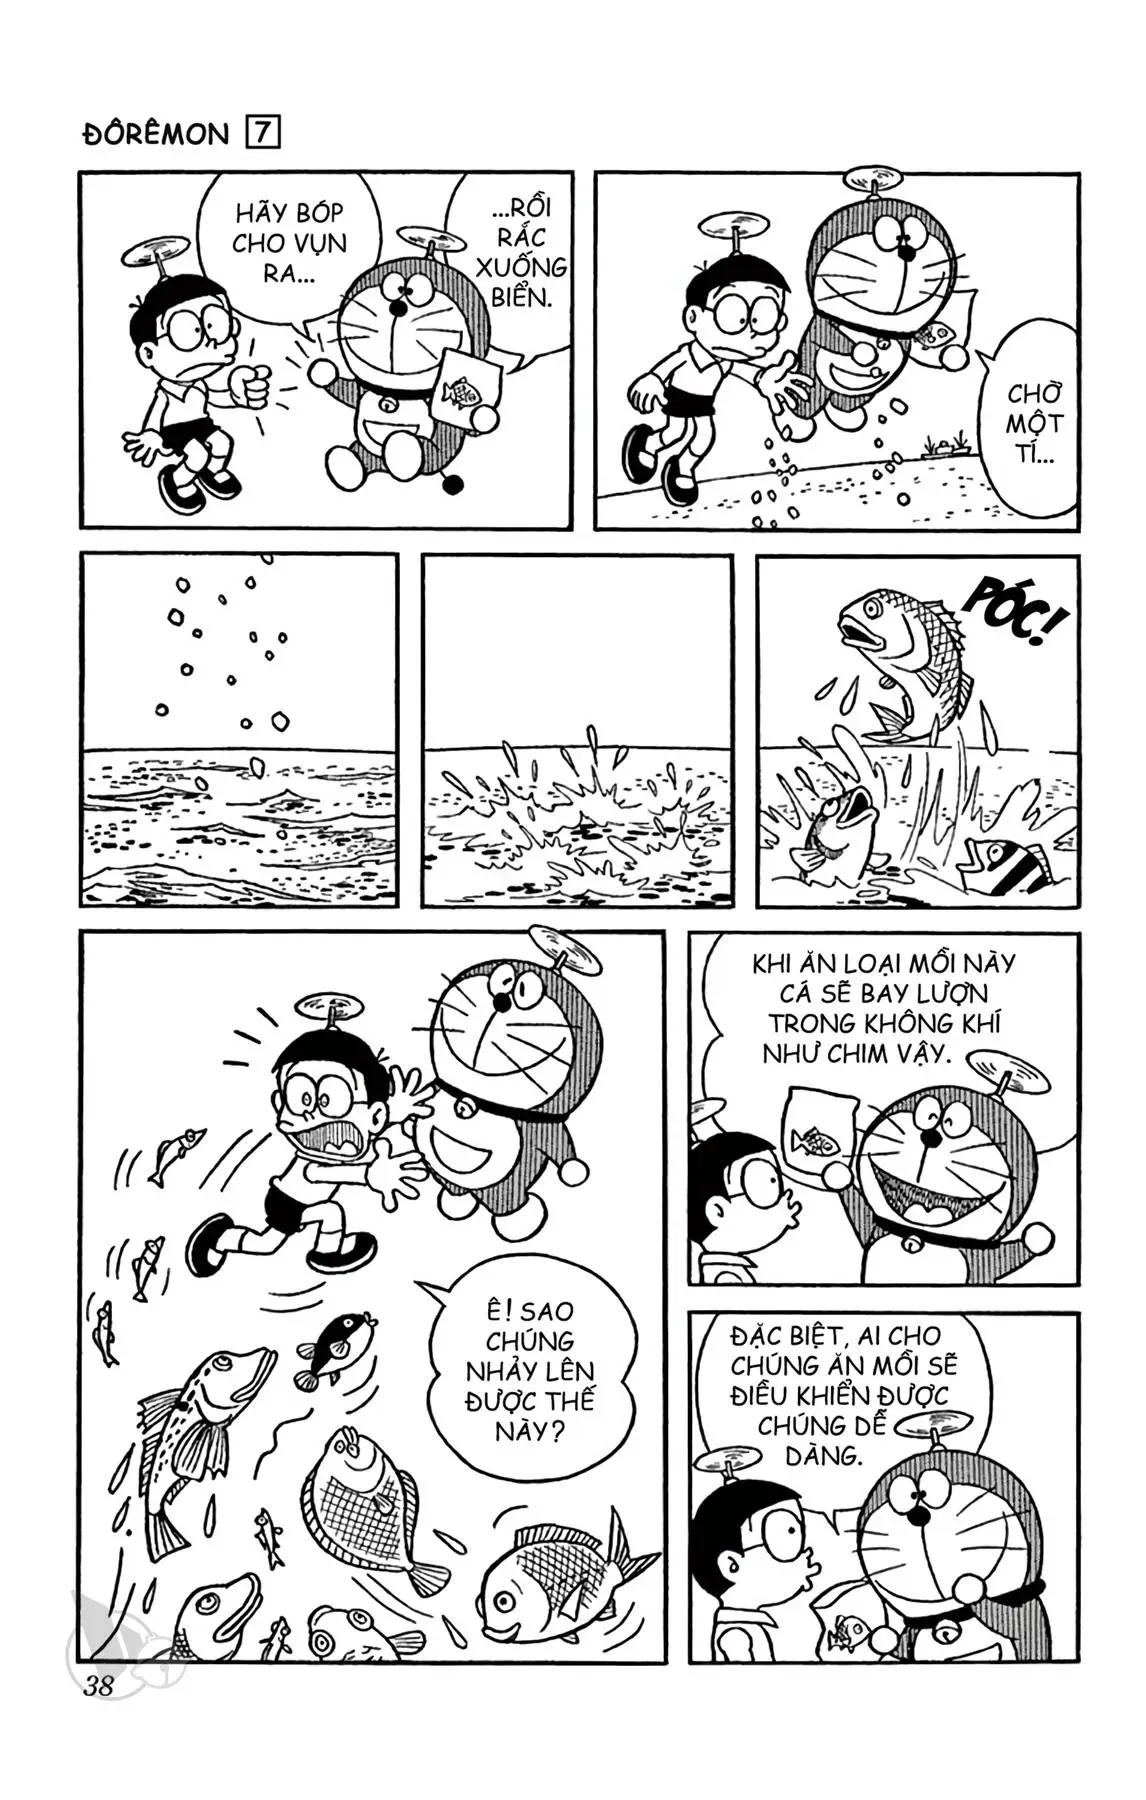 ĐÔRÊMON 7
HÃY BÓP
CHO VỤN
RA...
...RỒI
RẮC
XUỐNG
BIỂN.
CHỜ
MỘT
TÍ...
PÓC!
Ê! SAO
CHÚNG
NHẢY LÊN
ĐƯỢC THẾ
NÀY?
KHI ĂN LOẠI MỒI NÀY
CÁ SẼ BAY LƯỢN
TRONG KHÔNG KHÍ
NHƯ CHIM VẬY.
ĐẶC BIỆT, AI CHO
CHÚNG ĂN MỒI SẼ
ĐIỀU KHIỂN ĐƯỢC
CHÚNG DỄ
DÀNG.
38